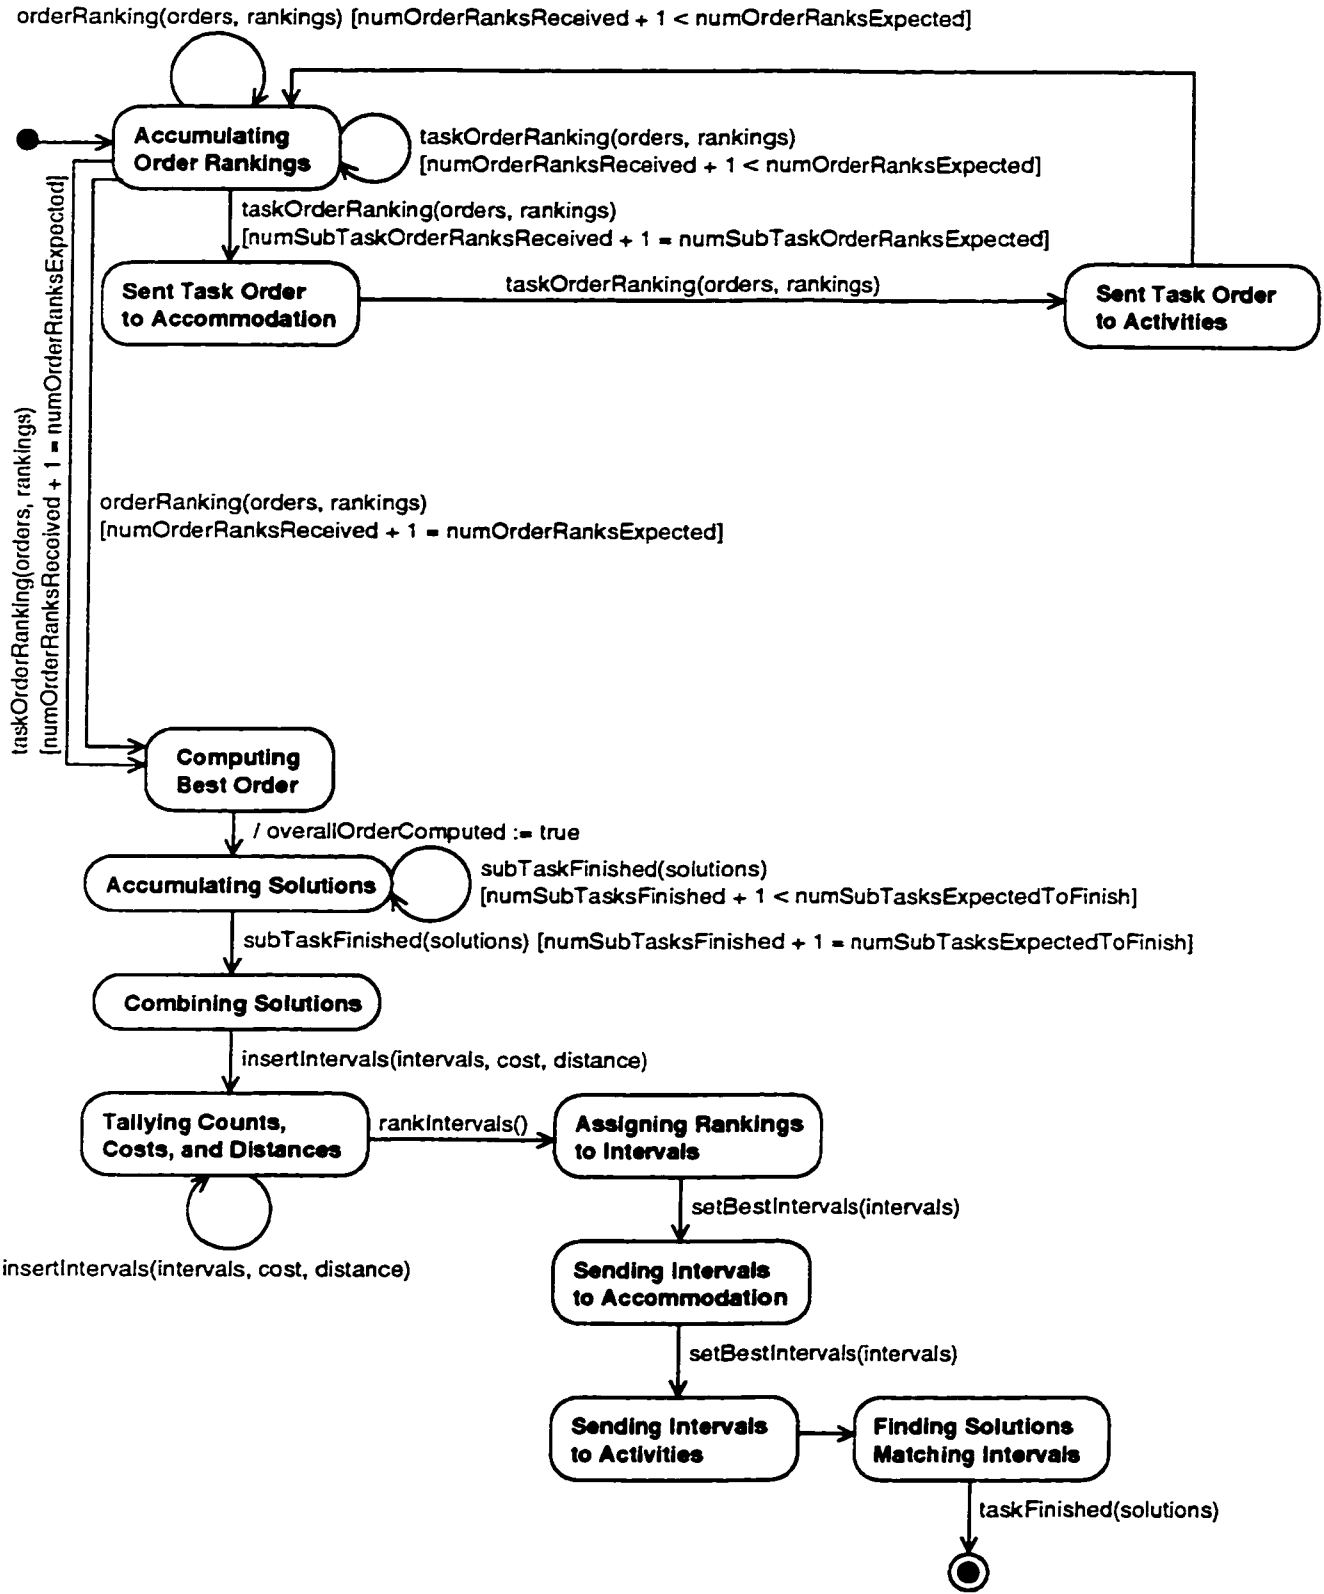 orderRanking(orders, rankings) [numOrderRanksReceived + 1 < numOrderRanksExpected]
Accumulating
Order Rankings
taskOrderRanking(orders, rankings)
[numOrderRanksReceived + 1 < numOrderRanksExpected]
taskOrderRanking(orders, rankings)
[numSubTaskOrderRanksReceived + 1 = numSubTaskOrderRanksExpected]
Sent Task Order
to Accommodation
taskOrderRanking(orders, rankings)
Sent Task Order
to Activities
taskOrderRanking(orders, rankings)
[numOrderRanksReceived + 1 = numOrderRanksExpected]
orderRanking(orders, rankings)
[numOrderRanksReceived + 1 = numOrderRanksExpected]
Computing
Best Order
/ overallOrderComputed := true
Accumulating Solutions
subTaskFinished(solutions)
[numSubTasksFinished + 1 < numSubTasksExpectedToFinish]
subTaskFinished(solutions) [numSubTasksFinished + 1 = numSubTasksExpectedToFinish]
Combining Solutions
insertIntervals(intervals, cost, distance)
Tallying Counts,
Costs, and Distances
rankIntervals()
Assigning Rankings
to Intervals
insertIntervals(intervals, cost, distance)
setBestIntervals(intervals)
Sending Intervals
to Accommodation
setBestIntervals(intervals)
Sending Intervals
to Activities
Finding Solutions
Matching Intervals
taskFinished(solutions)